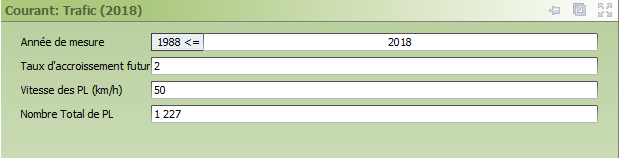 Courant: Trafic (2018)
Année de mesure 1988 <= 2018
Taux d'accroissement futur 2
Vitesse des PL (km/h) 50
Nombre Total de PL 1 227